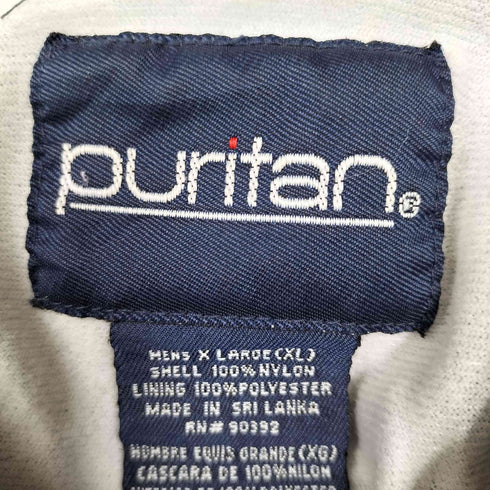 puritan®
MENS X LARGE(XL)
SHELL 100% NYLON
LINING 100% POLYESTER
MADE IN SRI LANKA
RN# 90392
HOMBRE EQUIS GRANDE (XG)
CASCARA DE 100% NILON